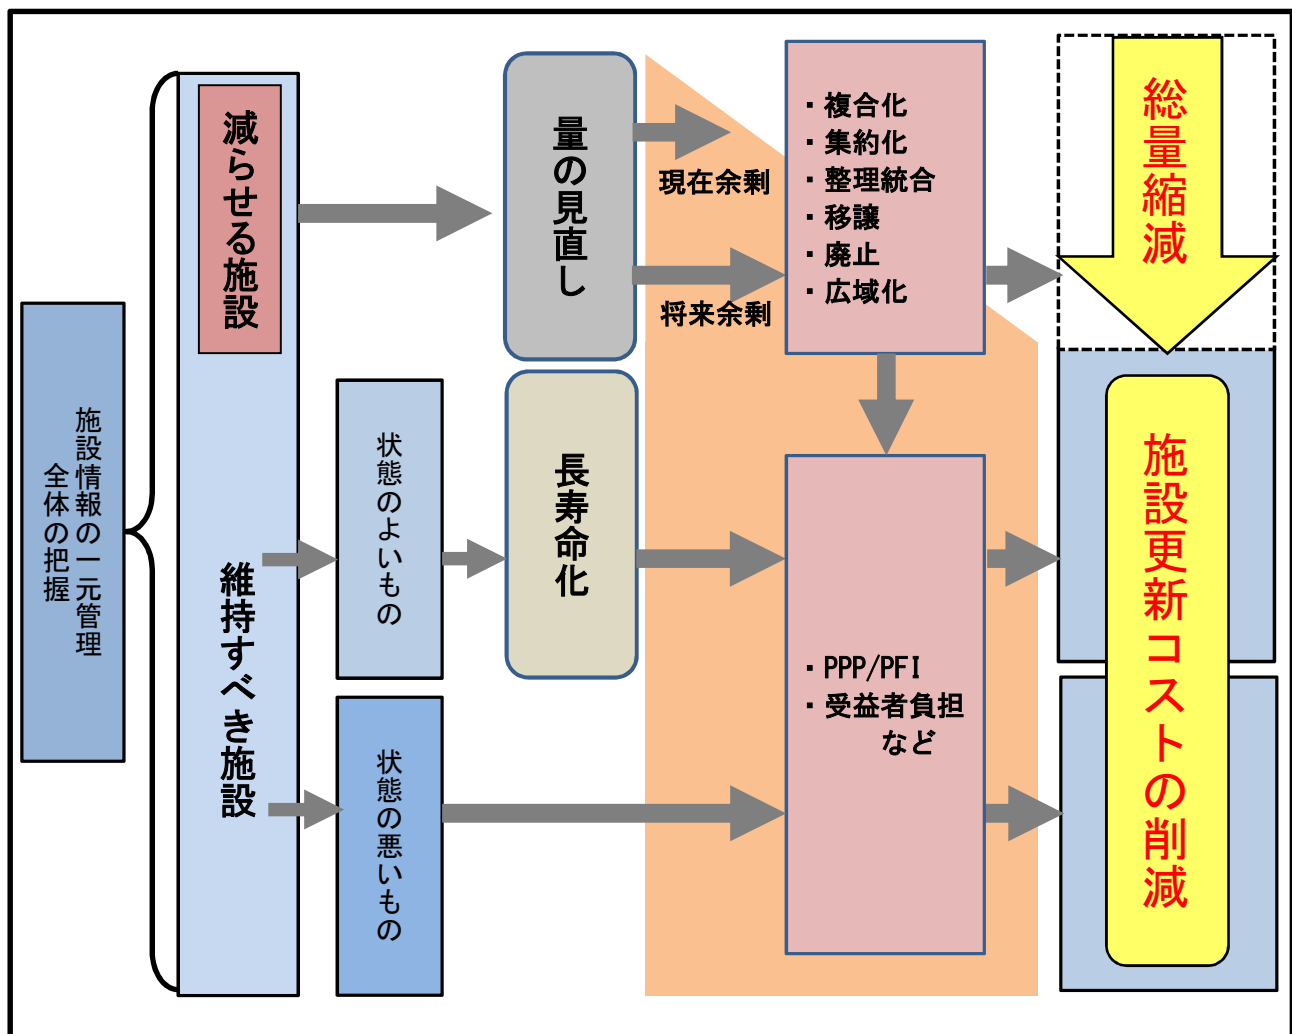 施設情報の一元管理
全体の把握
減らせる施設
維持すべき施設
状態のよいもの
状態の悪いもの
量の見直し
長寿命化
現在余剰
将来余剰
・複合化
・集約化
・整理統合
・移譲
・廃止
・広域化
・PPP/PFI
・受益者負担
など
総量縮減
施設更新コストの削減